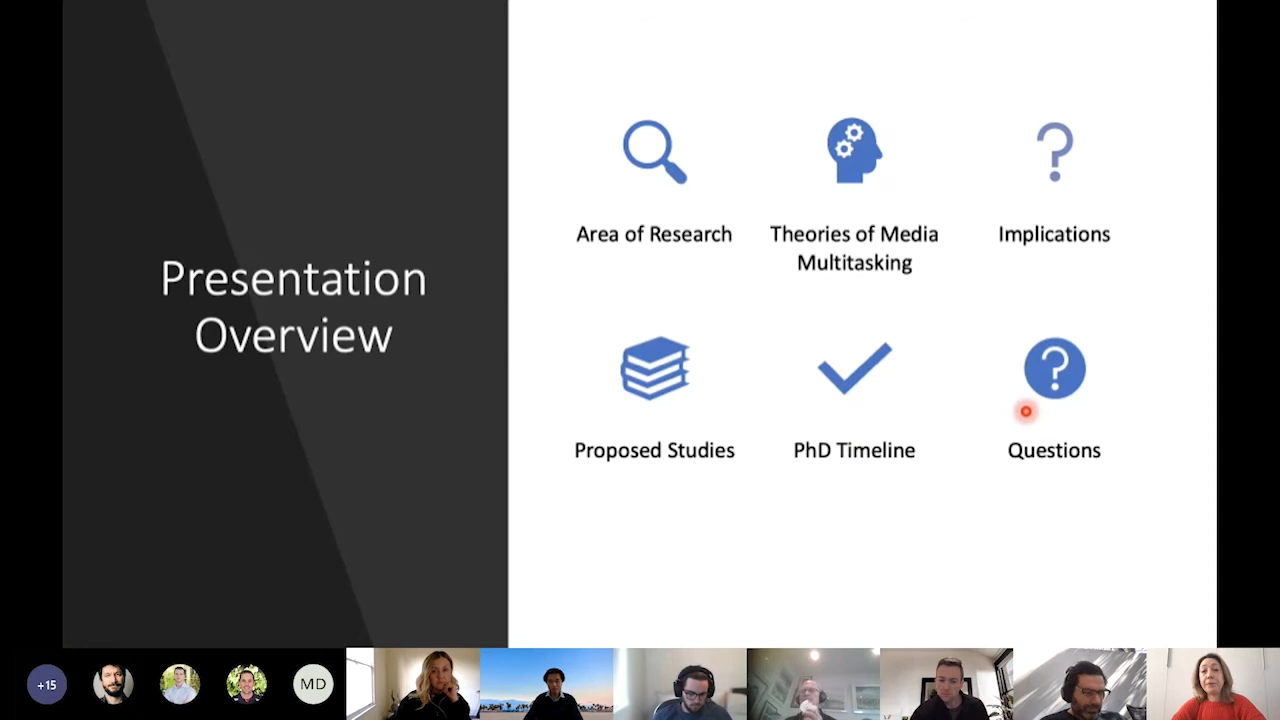 Presentation
Overview
Area of Research
Theories of Media
Multitasking
Implications
Proposed Studies
PhD Timeline
Questions
+15
MD